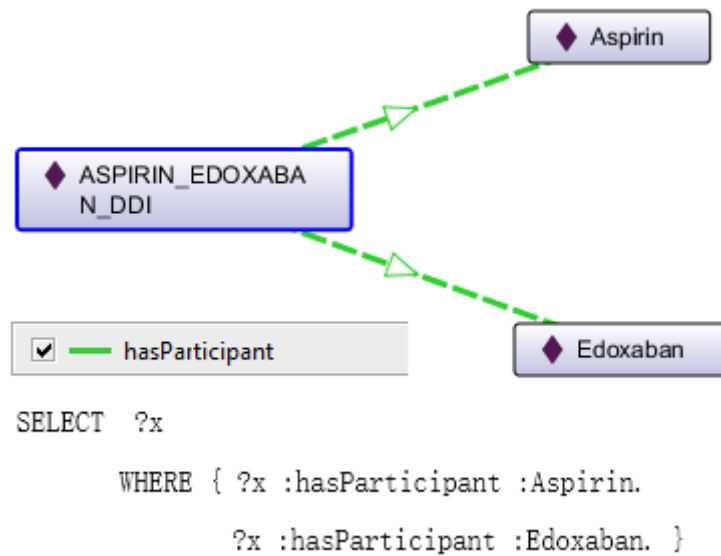 Aspirin
ASPIRIN_EDOXABA
N_DDI
hasParticipant
Edoxaban
SELECT ?x
WHERE { ?x :hasParticipant :Aspirin.
?x :hasParticipant :Edoxaban. }